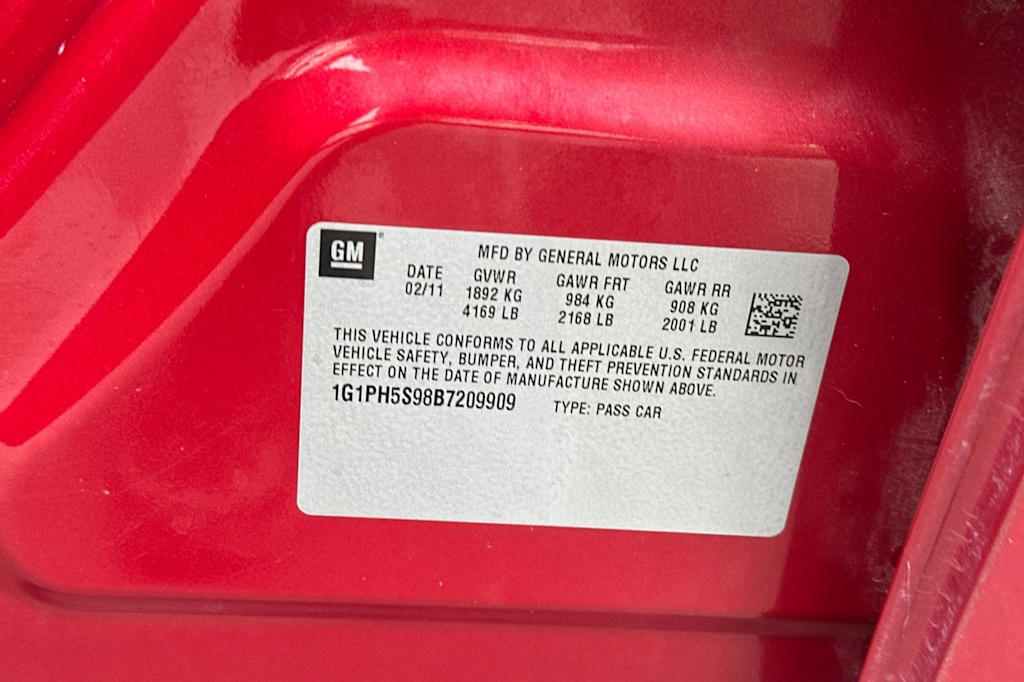 GM®
MFD BY GENERAL MOTORS LLC
DATE GVWR GAWR FRT GAWR RR
02/11 1892 KG 984 KG 908 KG
4169 LB 2168 LB 2001 LB
THIS VEHICLE CONFORMS TO ALL APPLICABLE U.S. FEDERAL MOTOR
VEHICLE SAFETY, BUMPER, AND THEFT PREVENTION STANDARDS IN
EFFECT ON THE DATE OF MANUFACTURE SHOWN ABOVE.
1G1PH5S98B7209909 TYPE: PASS CAR